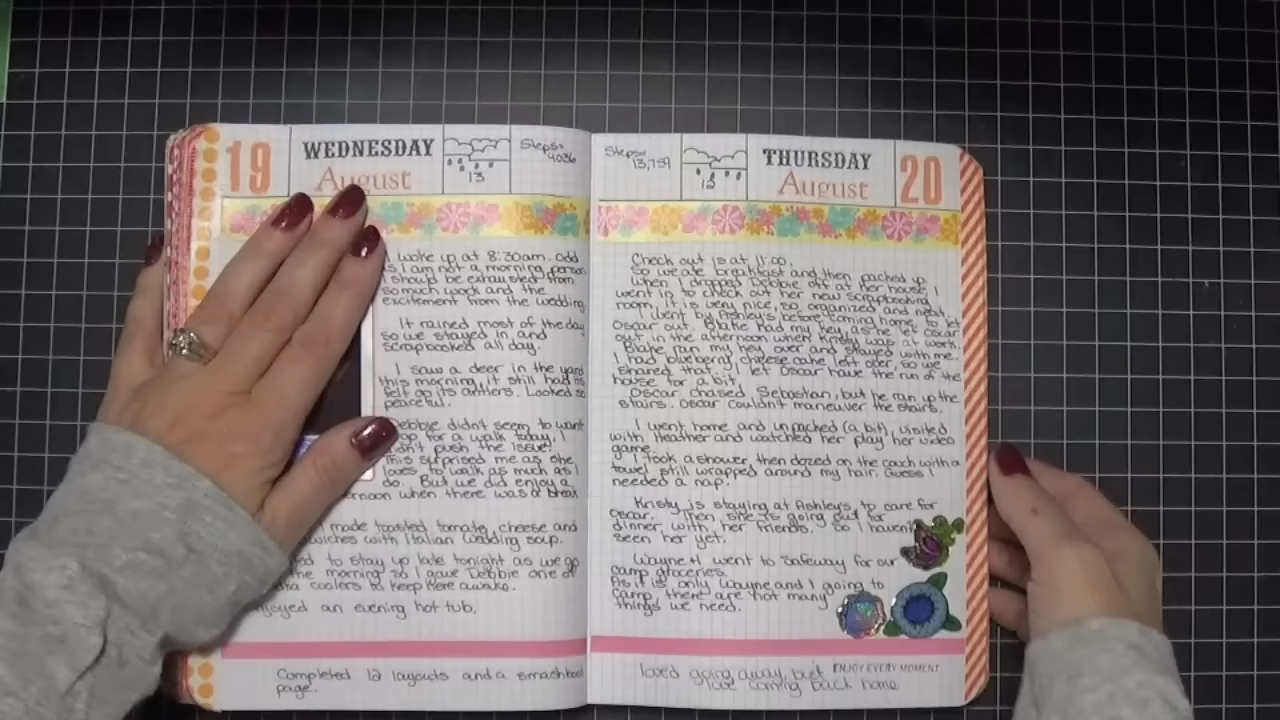 19
WEDNESDAY
August
13
Steps=
4036
I woke up at 8:30am. odd
as I am not a morning person
I should be exhausted from
so much work and the
excitement from the wedding.
It rained most of the day
so we stayed in and
scrapbooked all day.
I saw a deer in the yard
this morning, it still had its
felt on its antlers. Looked so
peaceful.
Debbie didn't seem to want
for a walk today, I
didn't push the issue.
This surprised me as she
loves to walk as much as I
do. But we did enjoy a
ernoon when there was a break
I made toasted tomato, cheese and
wiches with Italian Wedding soup.
ed to stay up late tonight as we go
the morning so I gave Debbie one of
coolers to keep here awake.
njoyed an evening hot tub.
Completed 12 layouts and a smashbook
page.
Steps=
13,759
12
THURSDAY
August
20
Check out is at 11:00.
So we ate breakfast and then packed up
When I dropped Debbie off at her house, I
went in to check out her new scrapbooking
room, it is very nice, so organized and neat.
I went by Ashley's before coming home, to let
Oscar out. Blake had my key, as he let Oscar
out in the afternoon when Kristy was at work.
Blake ran my key over and stayed with me.
I had blueberry cheesecake left over, so we
shared that. I let Oscar have the run of the
house for a bit.
Oscar chased Sebastian, but he ran up the
stairs. Oscar couldn't maneuver the stairs.
I went home and unpacked (a bit), visited
with Heather and watched her play her video
game.
I took a shower, then dozed on the couch with a
towel still wrapped around my hair. Guess I
needed a nap!
Kristy is staying at Ashleys to care for
Oscar. Then she is going out for
dinner with her friends. So I haven't
seen her yet.
Wayne + I went to Safeway for our
camp groceries.
As it is only Wayne and I going to
camp, there are not many
things we need.
ENJOY EVERY MOMENT
loved going away, but
love coming back home